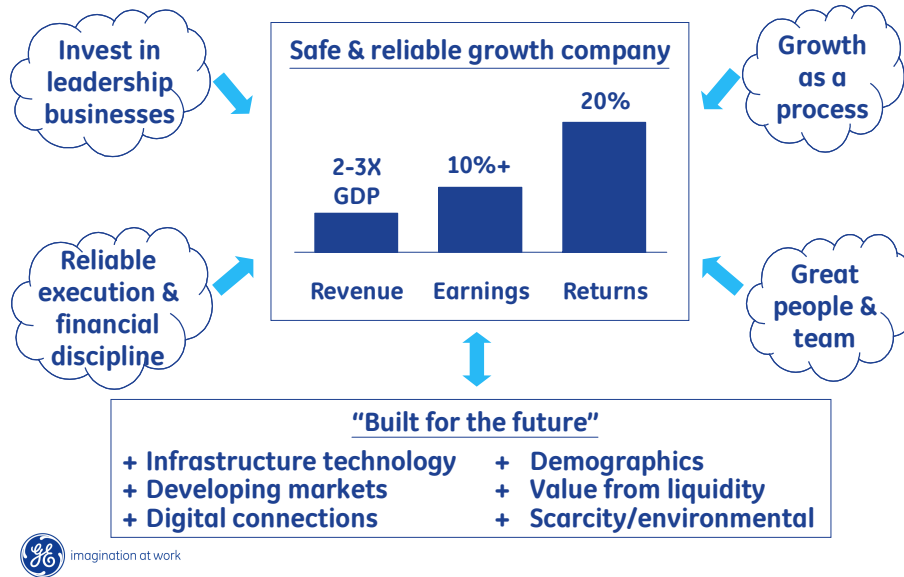 Invest in
leadership
businesses
Safe & reliable growth company
Growth
as a
process
2-3X
GDP
10%+
20%
Revenue Earnings Returns
Reliable
execution &
financial
discipline
Great
people &
team
“Built for the future”
+ Infrastructure technology
+ Developing markets
+ Digital connections
+ Demographics
+ Value from liquidity
+ Scarcity/environmental
GE imagination at work